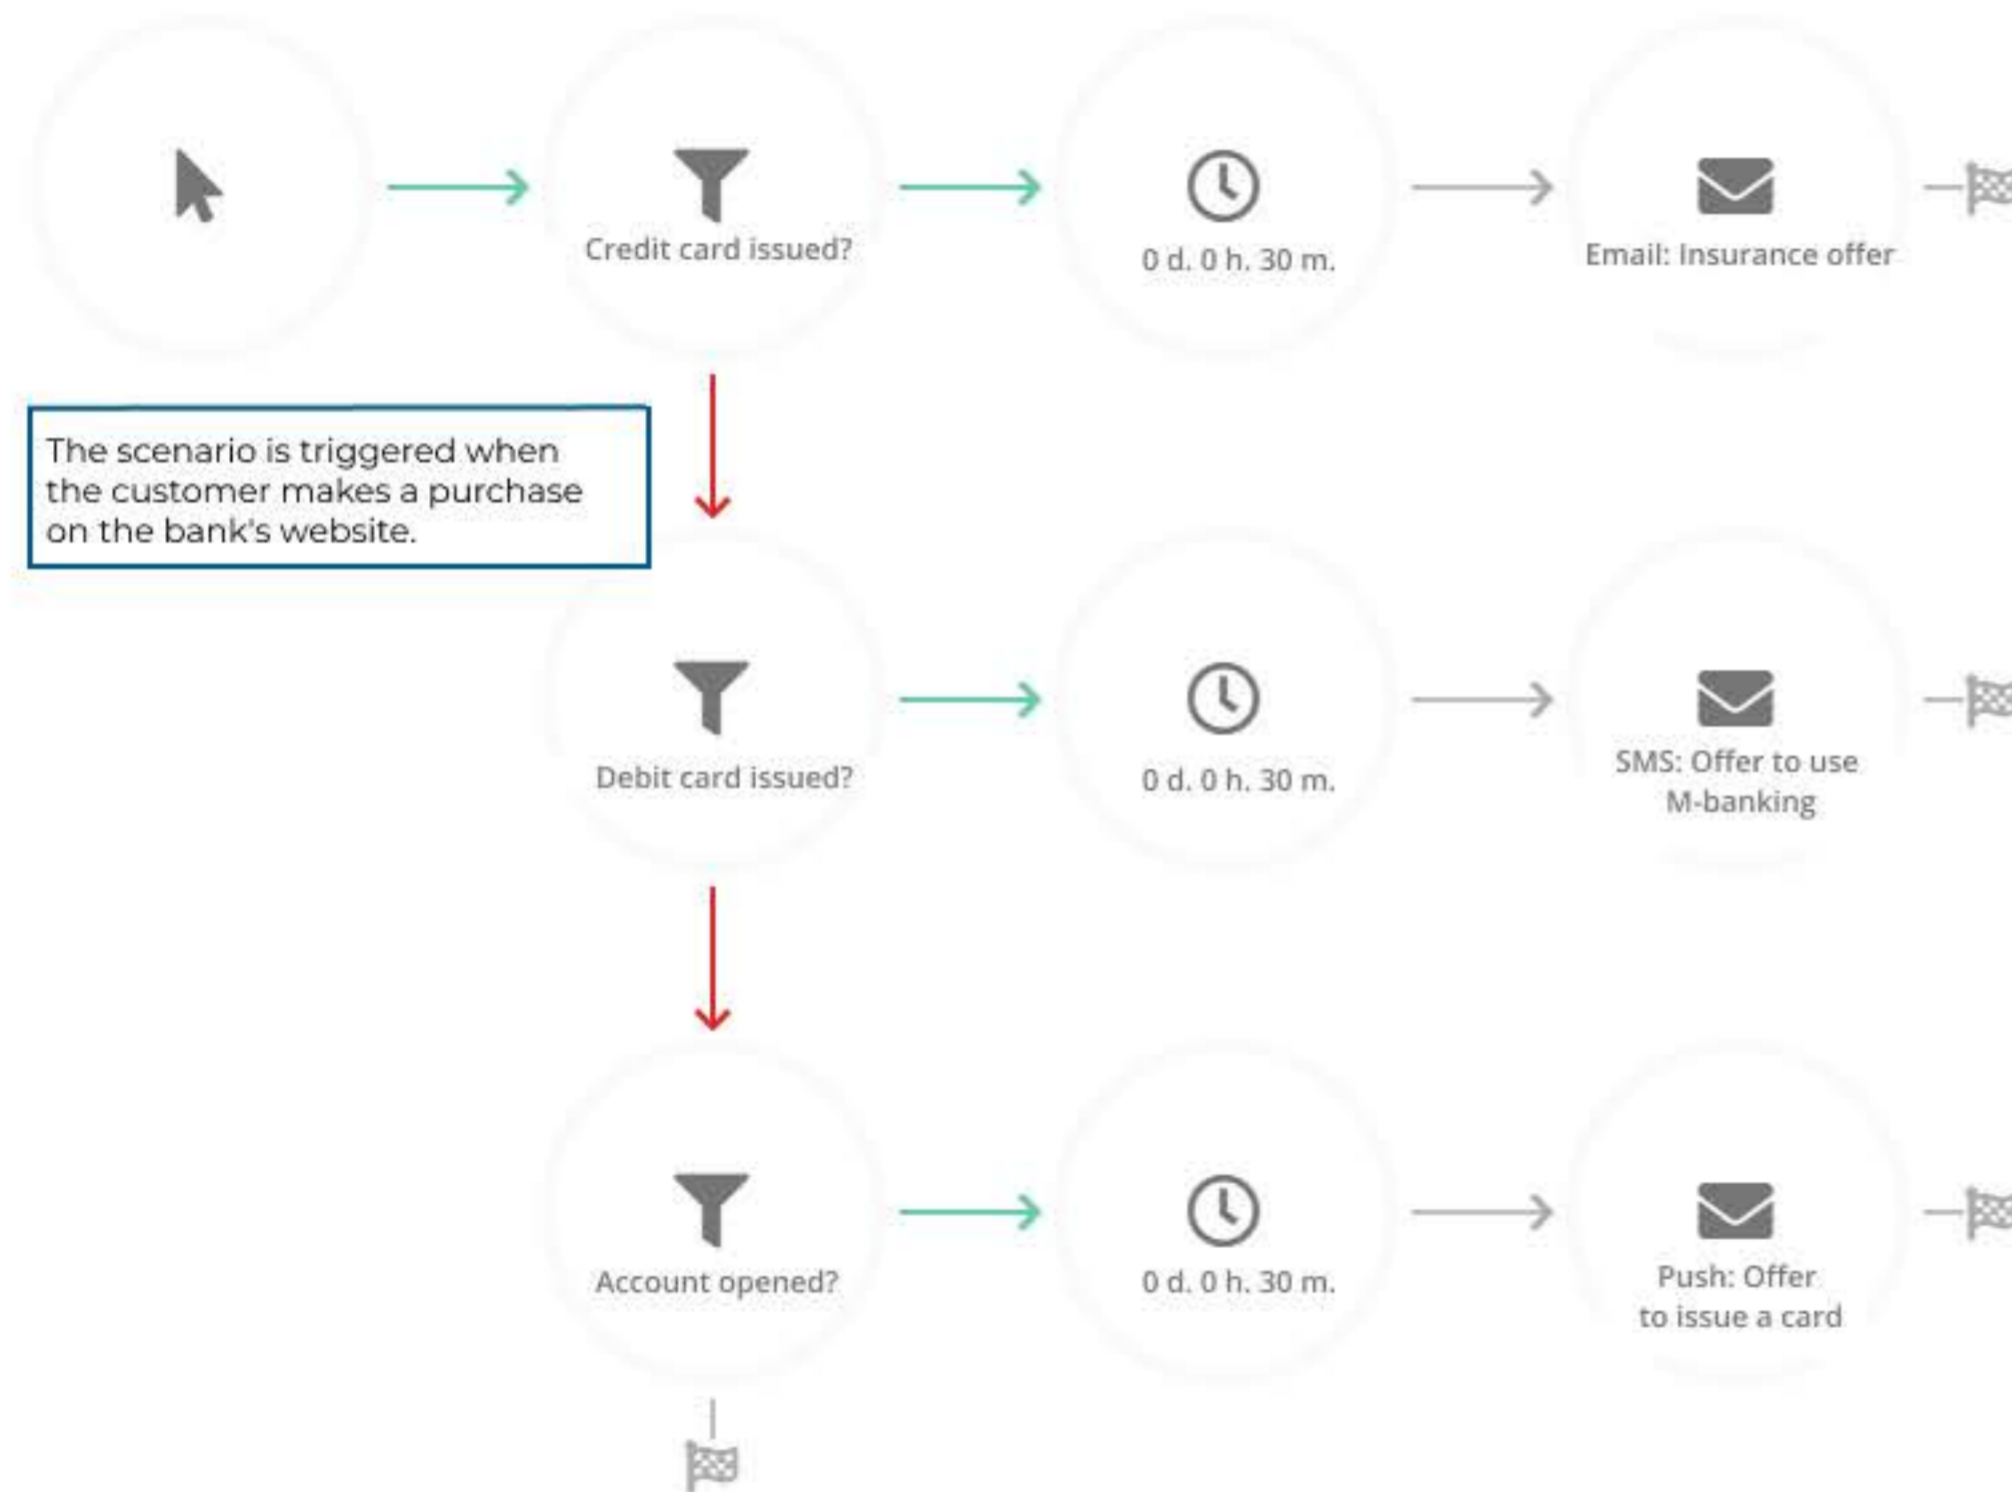 Credit card issued?
0 d. 0 h. 30 m.
Email: Insurance offer
The scenario is triggered when
the customer makes a purchase
on the bank's website.
Debit card issued?
0 d. 0 h. 30 m.
SMS: Offer to use
M-banking
Account opened?
0 d. 0 h. 30 m.
Push: Offer
to issue a card